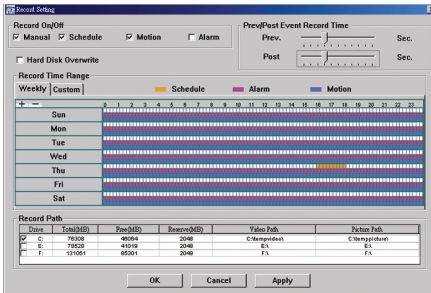 Record Setting
Record On/Off
Manual Schedule Motion Alarm
Hard Disk Overwrite
Prev/Post Event Record Time
Prev. Sec.
Post Sec.
Record Time Range
Weekly Custom Schedule Alarm Motion
+ - 0 1 2 3 4 5 6 7 8 9 10 11 12 13 14 15 16 17 18 19 20 21 22 23
Sun
Mon
Tue
Wed
Thu
Fri
Sat
Record Path
Drive Total(MB) Free(MB) Reserve(MB) Video Path Picture Path
C: 76308 46084 2048 C:\tempvideo\ C:\temppicture\
E: 78528 41019 2048 E:\ E:\
F: 131061 85301 2048 F:\ F:\
OK Cancel Apply